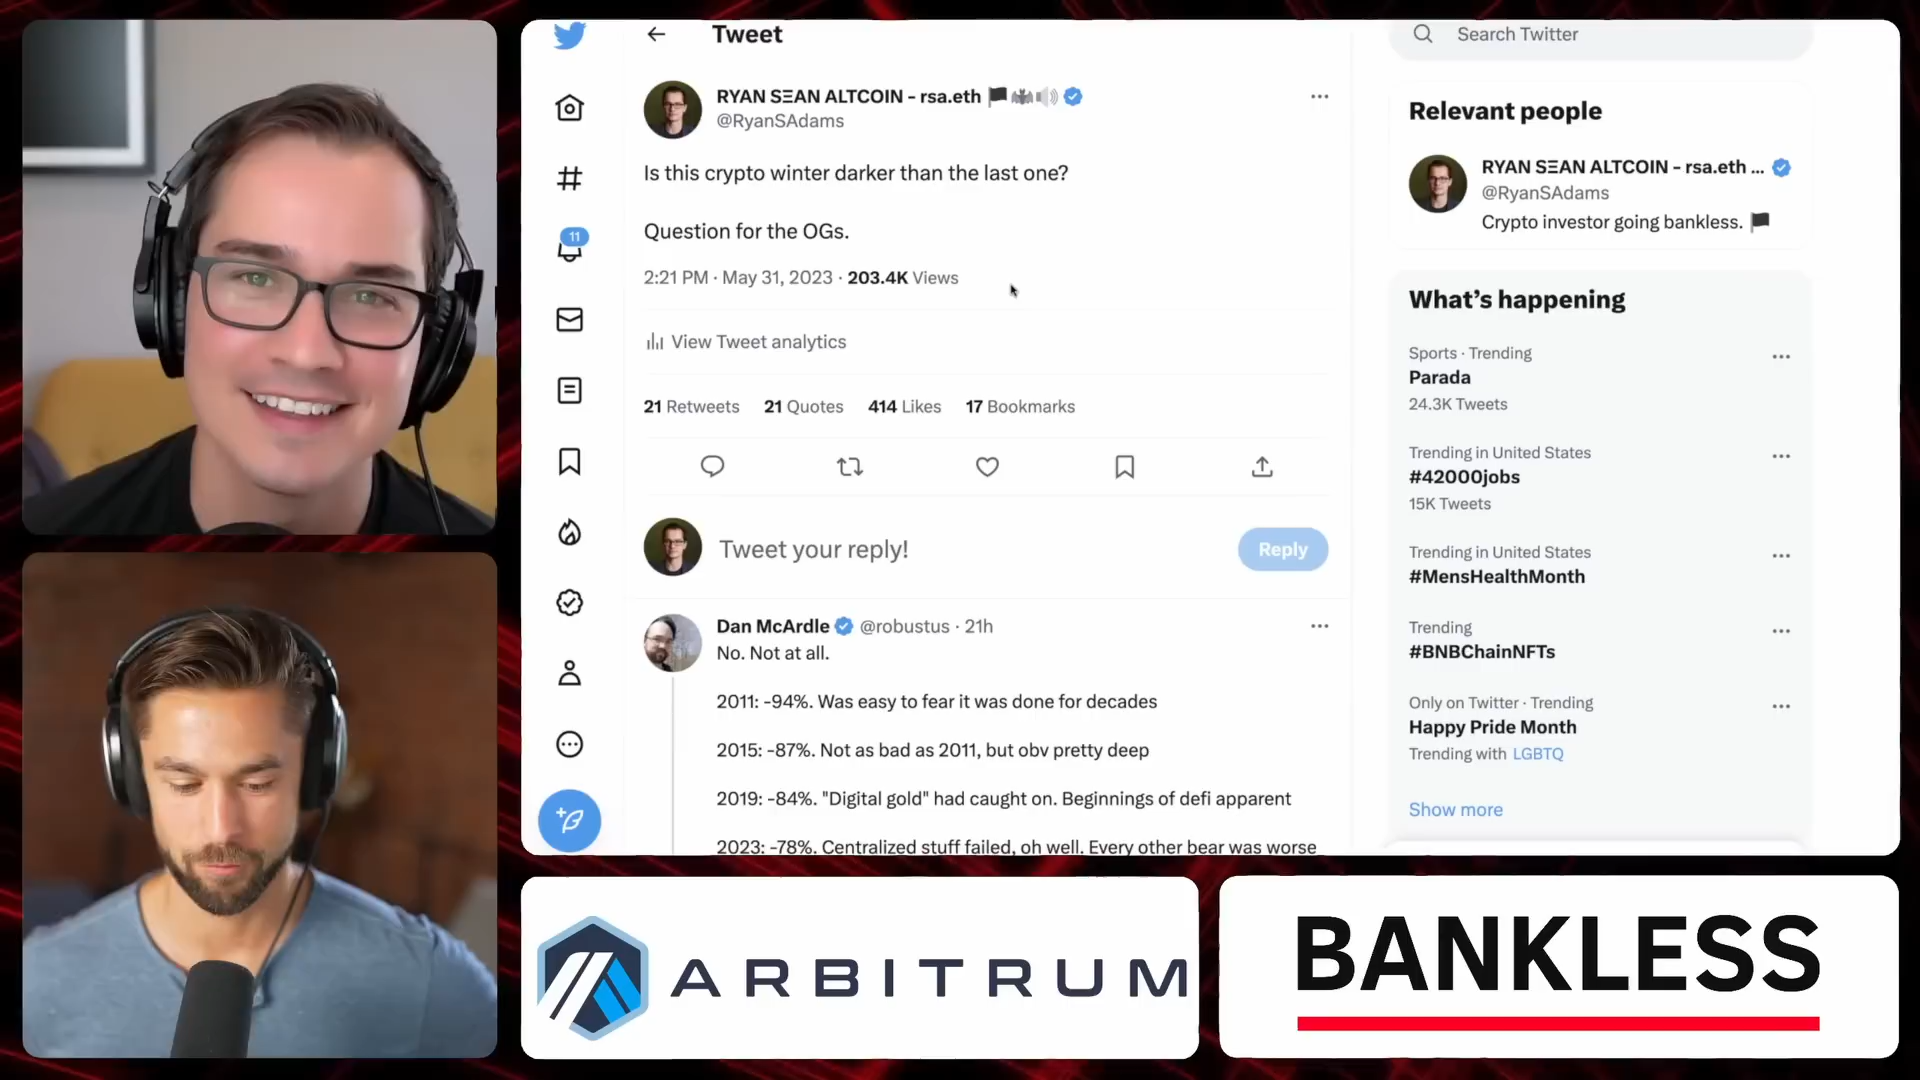 Tweet
RYAN SΞAN ALTCOIN - rsa.eth
@RyanSAdams
Is this crypto winter darker than the last one?
Question for the OGs.
2:21 PM · May 31, 2023 · 203.4K Views
View Tweet analytics
21 Retweets 21 Quotes 414 Likes 17 Bookmarks
Tweet your reply!
Reply
Dan McArdle @robustus · 21h
No. Not at all.
2011: -94%. Was easy to fear it was done for decades
2015: -87%. Not as bad as 2011, but obv pretty deep
2019: -84%. "Digital gold" had caught on. Beginnings of defi apparent
2023: -78%. Centralized stuff failed, oh well. Every other bear was worse
11
Search Twitter
Relevant people
RYAN SΞAN ALTCOIN - rsa.eth ...
@RyanSAdams
Crypto investor going bankless.
What's happening
Sports · Trending
Parada
24.3K Tweets
Trending in United States
#42000jobs
15K Tweets
Trending in United States
#MensHealthMonth
Trending
#BNBChainNFTs
Only on Twitter · Trending
Happy Pride Month
Trending with LGBTQ
Show more
ARBITRUM
BANKLESS